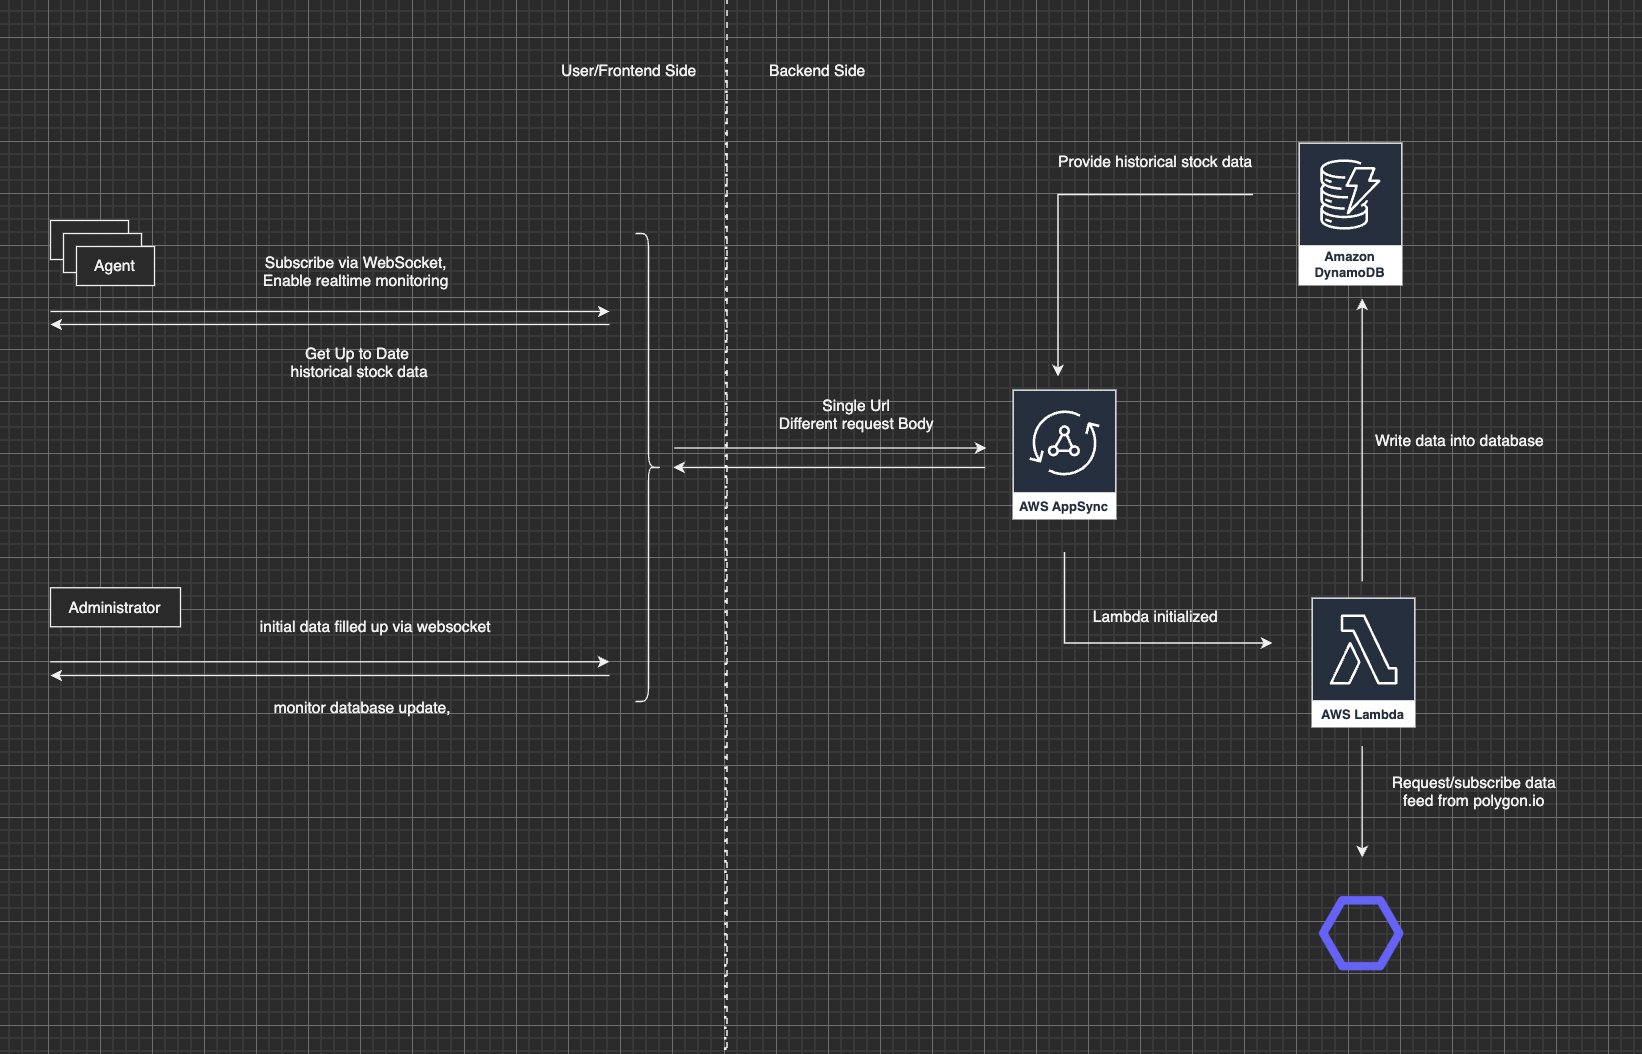 User/Frontend Side
Backend Side
Provide historical stock data
Amazon
DynamoDB
Agent
Subscribe via WebSocket,
Enable realtime monitoring
Get Up to Date
historical stock data
Single Url
Different request Body
Write data into database
AWS AppSync
Administrator
initial data filled up via websocket
Lambda initialized
monitor database update,
AWS Lambda
Request/subscribe data
feed from polygon.io